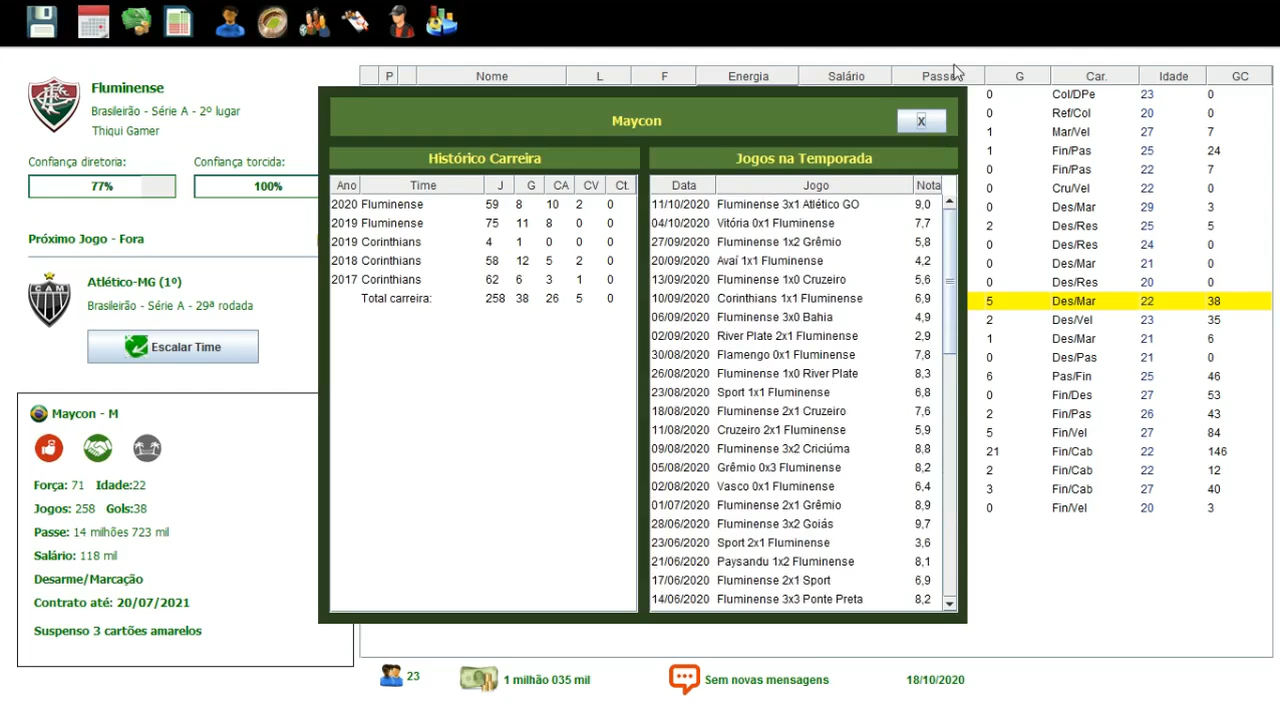 Fluminense
Brasileirão - Série A - 2º lugar
Thiqui Gamer
Confiança diretoria: Confiança torcida:
77% 100%
Próximo Jogo - Fora
Atlético-MG (1º)
Brasileirão - Série A - 29ª rodada
Escalar Time
Maycon - M
Força: 71 Idade:22
Jogos: 258 Gols:38
Passe: 14 milhões 723 mil
Salário: 118 mil
Desarme/Marcação
Contrato até: 20/07/2021
Suspenso 3 cartões amarelos
P Nome L F Energia Salário Passe G Car. Idade GC
Maycon X
Histórico Carreira
Ano Time J G CA CV Ct.
2020 Fluminense 59 8 10 2 0
2019 Fluminense 75 11 8 0 0
2019 Corinthians 4 1 0 0 0
2018 Corinthians 58 12 5 2 0
2017 Corinthians 62 6 3 1 0
Total carreira: 258 38 26 5 0
Jogos na Temporada
Data Jogo Nota
11/10/2020 Fluminense 3x1 Atlético GO 9,0
04/10/2020 Vitória 0x1 Fluminense 7,7
27/09/2020 Fluminense 1x2 Grêmio 5,8
20/09/2020 Avaí 1x1 Fluminense 4,2
13/09/2020 Fluminense 1x0 Cruzeiro 5,6
10/09/2020 Corinthians 1x1 Fluminense 6,9
06/09/2020 Fluminense 3x0 Bahia 4,9
02/09/2020 River Plate 2x1 Fluminense 2,9
30/08/2020 Flamengo 0x1 Fluminense 7,8
26/08/2020 Fluminense 1x0 River Plate 8,3
23/08/2020 Sport 1x1 Fluminense 6,8
18/08/2020 Fluminense 2x1 Cruzeiro 7,6
11/08/2020 Cruzeiro 2x1 Fluminense 5,9
09/08/2020 Fluminense 3x2 Criciúma 8,8
05/08/2020 Grêmio 0x3 Fluminense 8,2
02/08/2020 Vasco 0x1 Fluminense 6,4
01/07/2020 Fluminense 2x1 Grêmio 8,9
28/06/2020 Fluminense 3x2 Goiás 9,7
23/06/2020 Sport 2x1 Fluminense 3,6
21/06/2020 Paysandu 1x2 Fluminense 8,1
17/06/2020 Fluminense 2x1 Sport 6,9
14/06/2020 Fluminense 3x3 Ponte Preta 8,2
0 Col/DPe 23 0
0 Ref/Col 20 0
1 Mar/Vel 27 7
1 Fin/Pas 25 24
0 Fin/Pas 22 7
0 Cru/Vel 22 0
0 Des/Mar 29 3
2 Des/Res 25 5
0 Des/Res 24 0
0 Des/Mar 21 0
0 Des/Res 20 0
5 Des/Mar 22 38
2 Des/Vel 23 35
1 Des/Mar 21 6
0 Des/Pas 21 0
6 Pas/Fin 25 46
0 Fin/Des 27 53
2 Fin/Pas 26 43
5 Fin/Vel 27 84
21 Fin/Cab 22 146
2 Fin/Cab 22 12
3 Fin/Cab 27 40
0 Fin/Vel 20 3
23 1 milhão 035 mil Sem novas mensagens 18/10/2020